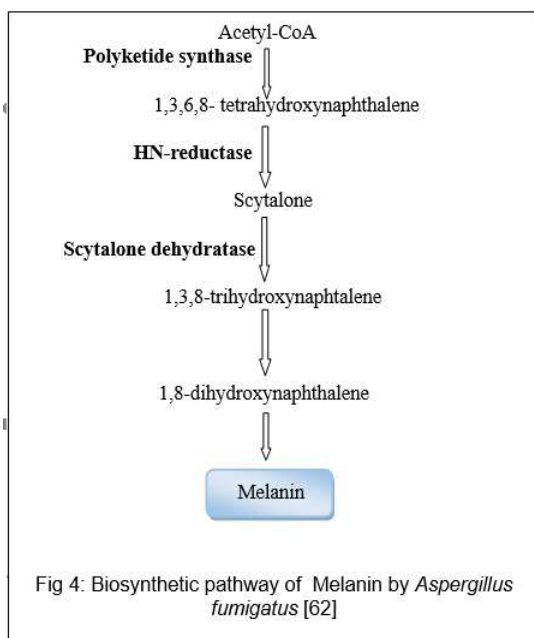 Acetyl-CoA
Polyketide synthase
1,3,6,8- tetrahydroxynaphthalene
HN-reductase
Scytalone
Scytalone dehydratase
1,3,8-trihydroxynaphtalene
1,8-dihydroxynaphthalene
Melanin
Fig 4: Biosynthetic pathway of Melanin by Aspergillus
fumigatus [62]